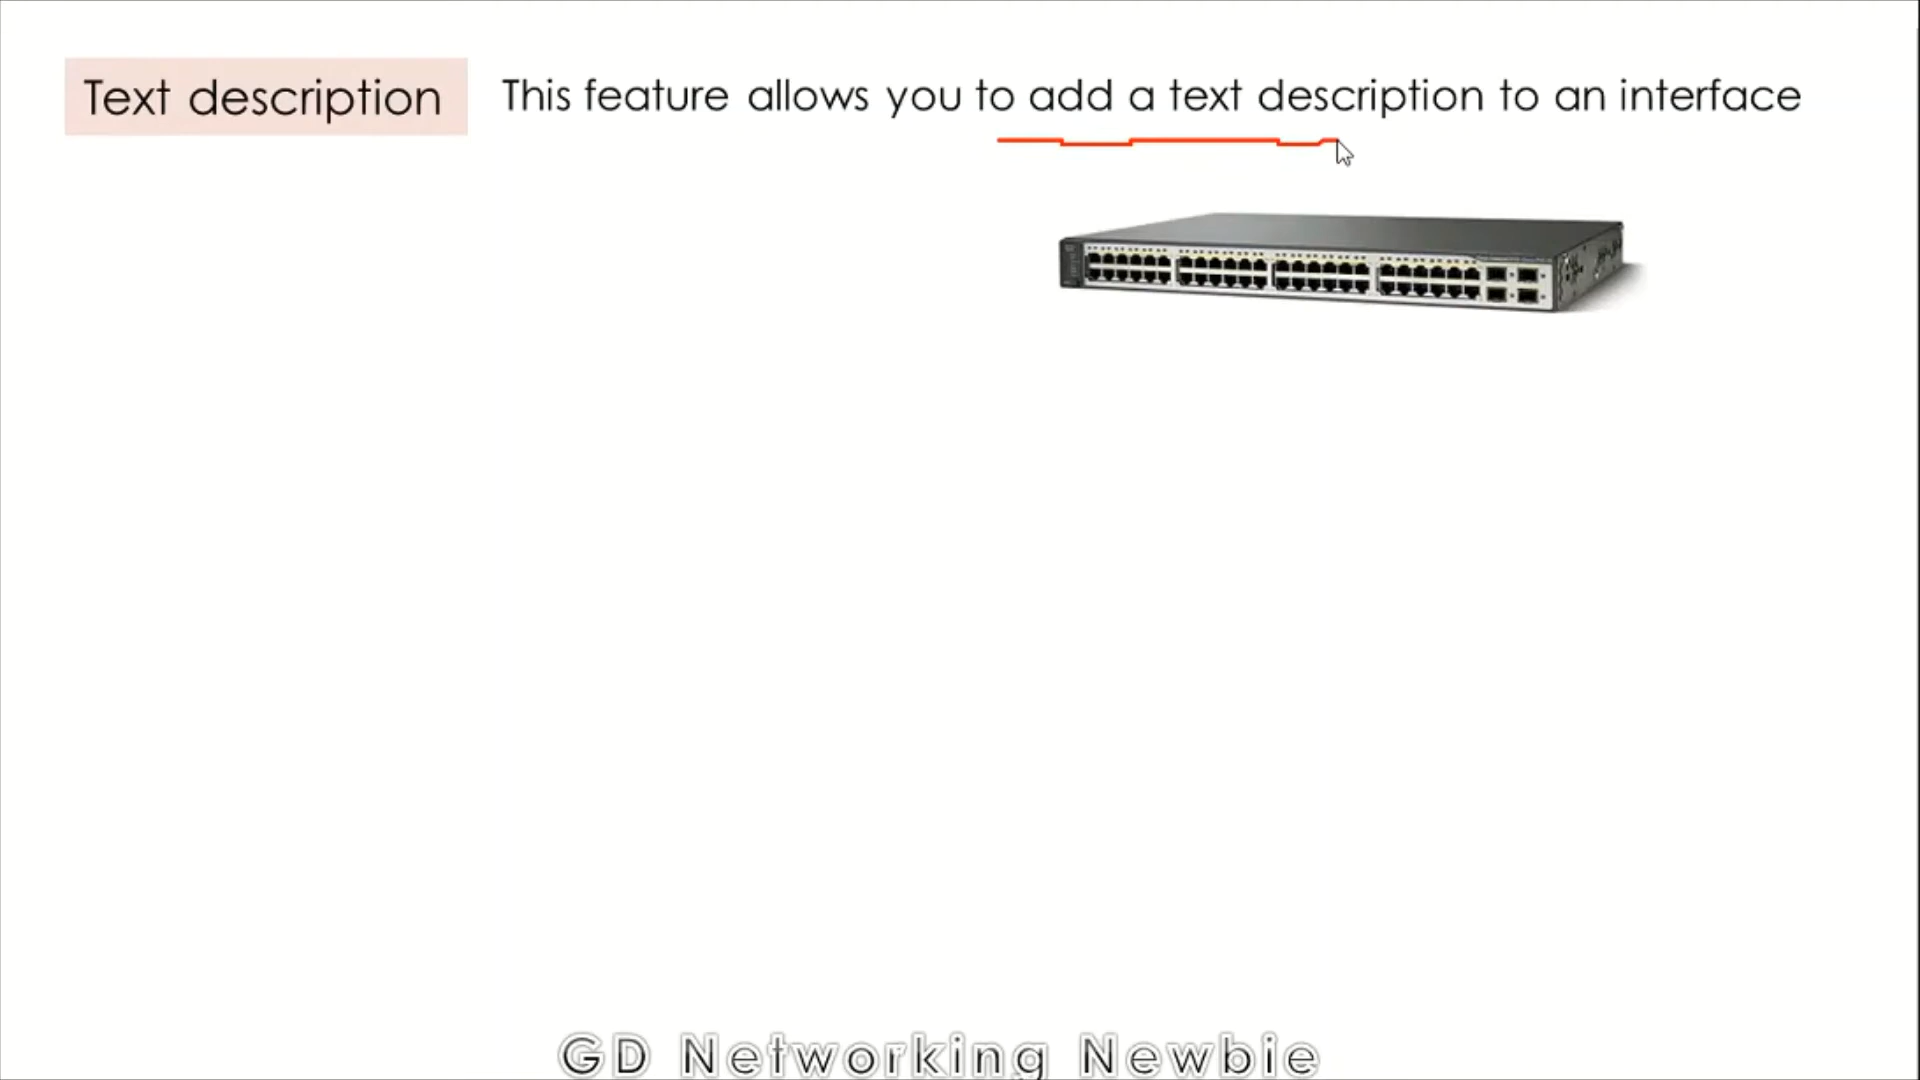 Text description
This feature allows you to add a text description to an interface
GD Networking Newbie